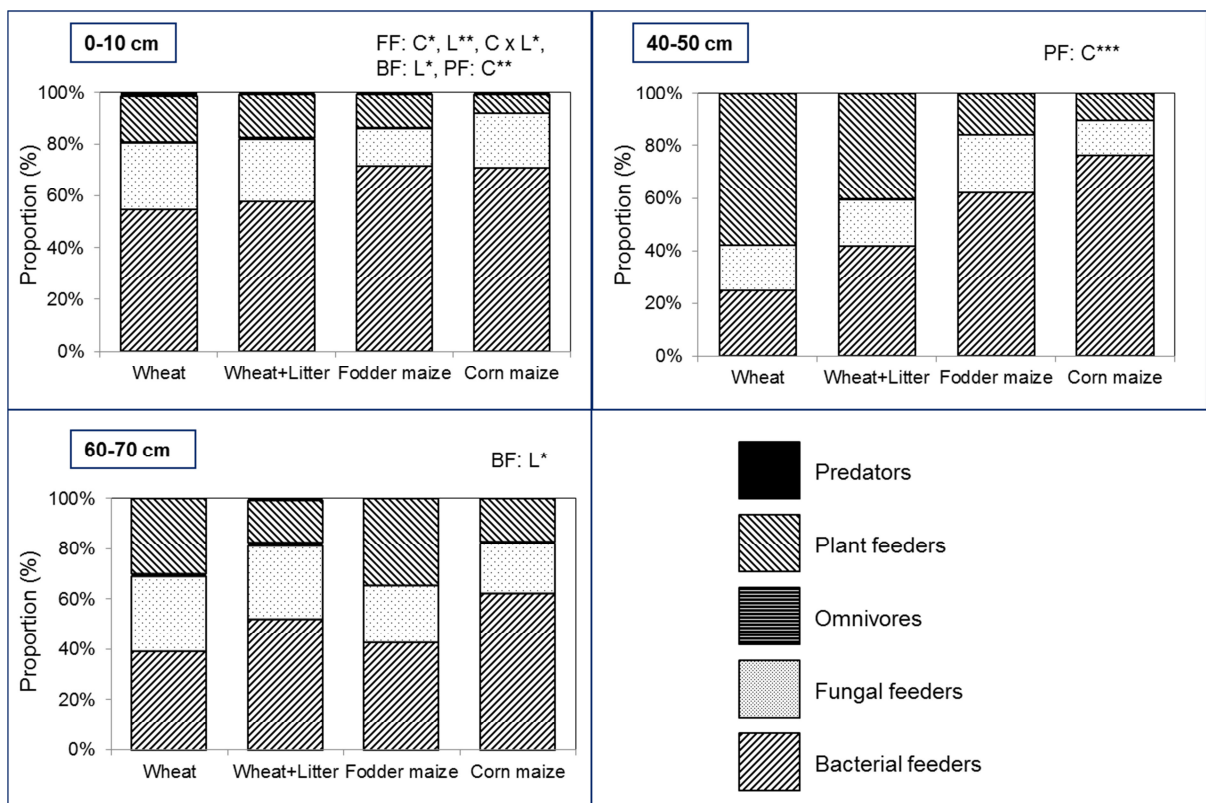 0-10 cm
FF: C*, L**, C x L*,
BF: L*, PF: C**
Proportion (%)
100%
80%
60%
40%
20%
0%
Wheat Wheat+Litter Fodder maize Corn maize
40-50 cm
PF: C***
Proportion (%)
100%
80%
60%
40%
20%
0%
Wheat Wheat+Litter Fodder maize Corn maize
60-70 cm
BF: L*
Proportion (%)
100%
80%
60%
40%
20%
0%
Wheat Wheat+Litter Fodder maize Corn maize
Predators
Plant feeders
Omnivores
Fungal feeders
Bacterial feeders